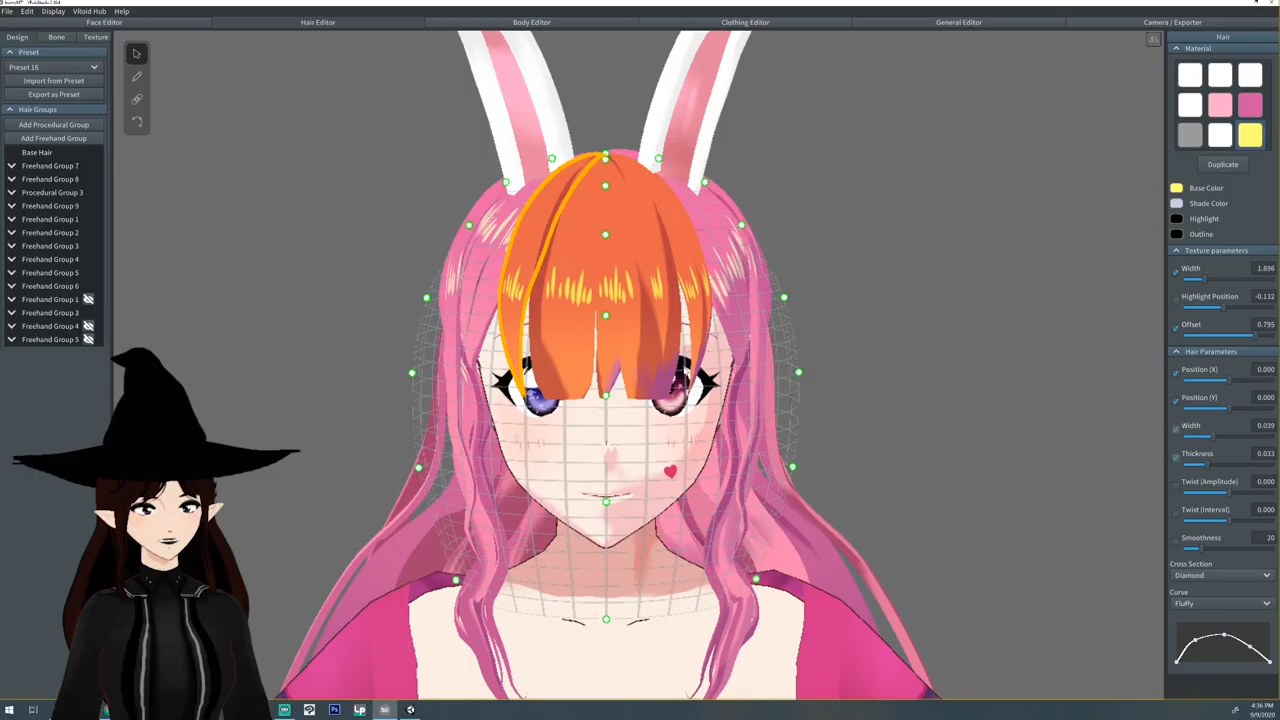 File Edit Display VRoid Hub Help
Face Editor Hair Editor Body Editor Clothing Editor General Editor Camera / Exporter
Design Bone Texture
Preset
Preset 16
Import from Preset
Export as Preset
Hair Groups
Add Procedural Group
Add Freehand Group
Base Hair
Freehand Group 7
Freehand Group 8
Procedural Group 3
Freehand Group 9
Freehand Group 1
Freehand Group 2
Freehand Group 3
Freehand Group 4
Freehand Group 5
Freehand Group 6
Freehand Group 1
Freehand Group 3
Freehand Group 4
Freehand Group 5
Hair
Material
Duplicate
Base Color
Shade Color
Highlight
Outline
Texture parameters
Width 1.896
Highlight Position -0.132
Offset 0.795
Hair Parameters
Position (X) 0.000
Position (Y) 0.000
Width 0.039
Thickness 0.033
Twist (Amplitude) 0.000
Twist (Interval) 0.000
Smoothness 20
Cross Section
Diamond
Curve
Fluffy
Ps
Lp
4:36 PM
9/9/2020